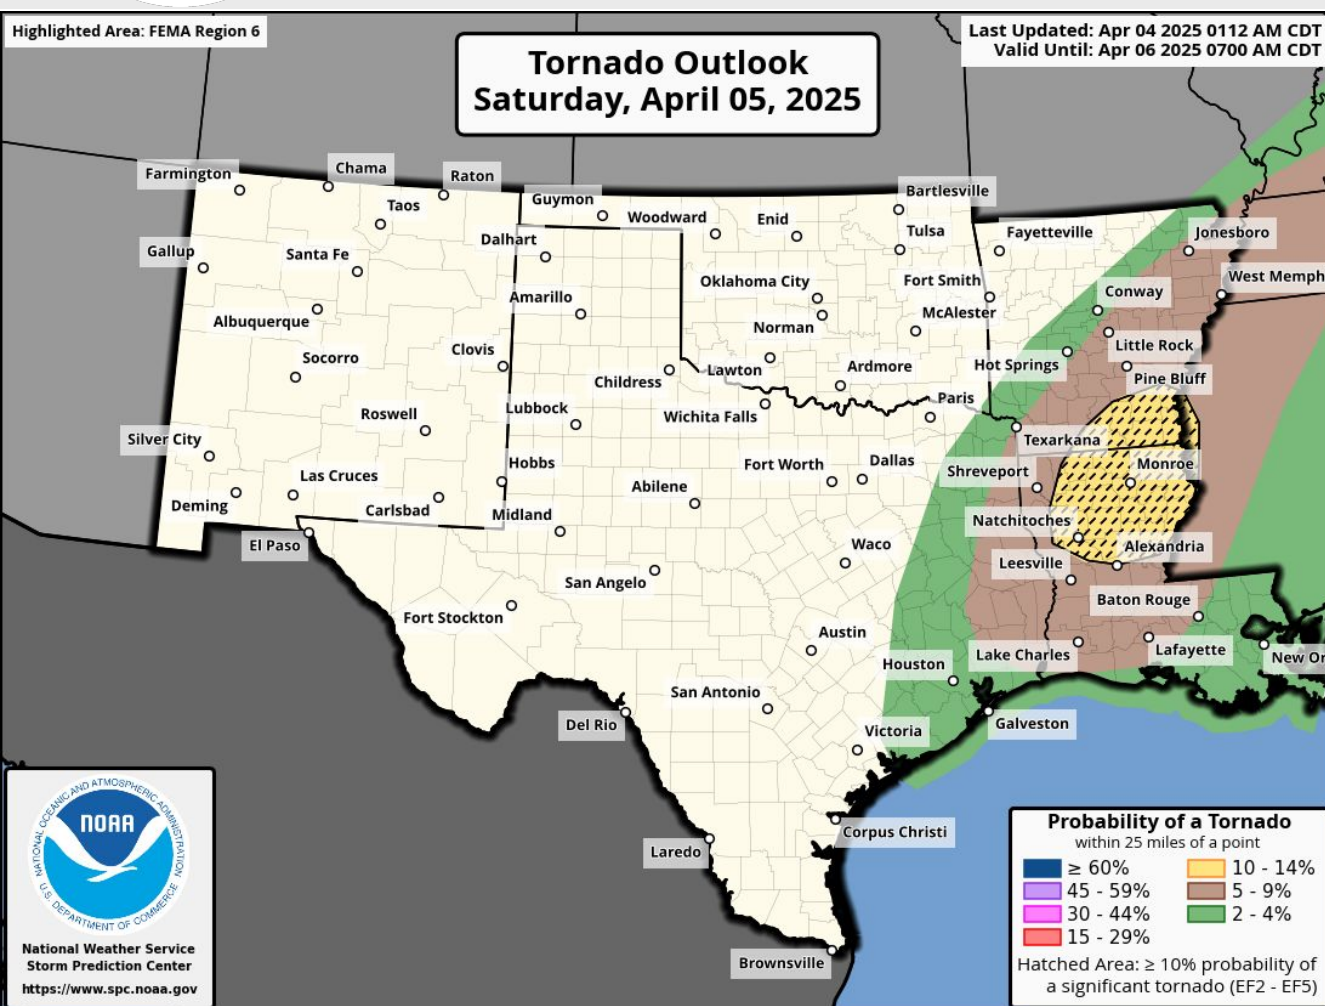 Highlighted Area: FEMA Region 6
Last Updated: Apr 04 2025 0112 AM CDT
Valid Until: Apr 06 2025 0700 AM CDT
Tornado Outlook
Saturday, April 05, 2025
Farmington
Chama
Raton
Taos
Guymon
Woodward
Enid
Bartlesville
Tulsa
Fayetteville
Jonesboro
Gallup
Santa Fe
Dalhart
Oklahoma City
Fort Smith
Conway
West Memph
Albuquerque
Amarillo
Norman
McAlester
Little Rock
Socorro
Clovis
Childress
Lawton
Ardmore
Hot Springs
Pine Bluff
Roswell
Lubbock
Wichita Falls
Paris
Texarkana
Silver City
Las Cruces
Hobbs
Abilene
Fort Worth
Dallas
Shreveport
Monroe
Deming
Carlsbad
Midland
Natchitoches
El Paso
San Angelo
Waco
Leesville
Alexandria
Fort Stockton
Austin
Baton Rouge
Houston
Lake Charles
Lafayette
New Or
Del Rio
San Antonio
Victoria
Galveston
Laredo
Corpus Christi
Brownsville
NATIONAL OCEANIC AND ATMOSPHERIC ADMINISTRATION
NOAA
U.S. DEPARTMENT OF COMMERCE
National Weather Service
Storm Prediction Center
https://www.spc.noaa.gov
Probability of a Tornado
within 25 miles of a point
≥ 60%
45 - 59%
30 - 44%
15 - 29%
10 - 14%
5 - 9%
2 - 4%
Hatched Area: ≥ 10% probability of
a significant tornado (EF2 - EF5)